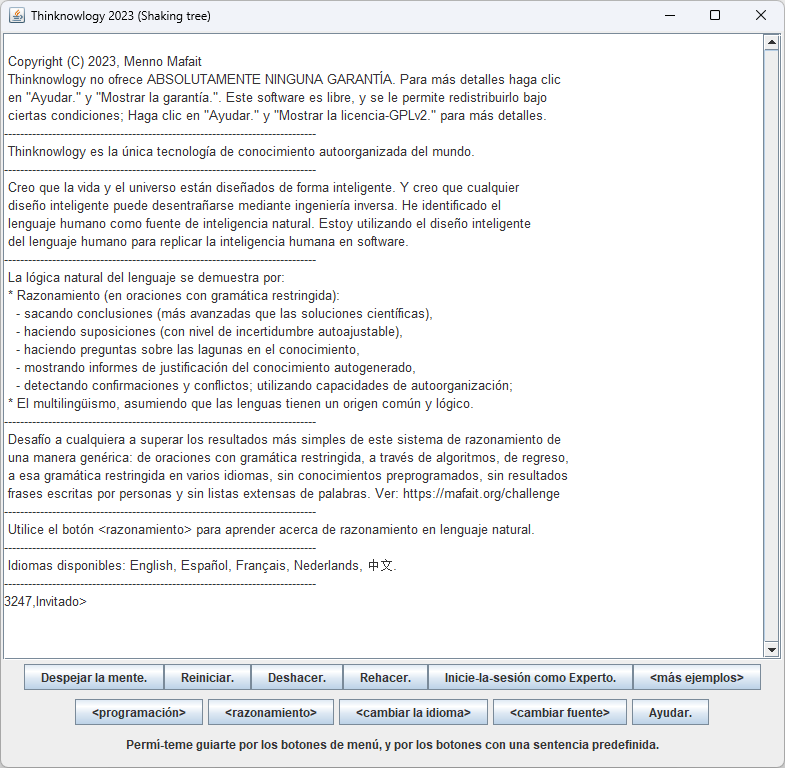 Thinknowlogy 2023 (Shaking tree)
Copyright (C) 2023, Menno Mafait
Thinknowlogy no ofrece ABSOLUTAMENTE NINGUNA GARANTÍA. Para más detalles haga clic
en "Ayudar." y "Mostrar la garantía.". Este software es libre, y se le permite redistribuirlo bajo
ciertas condiciones; Haga clic en "Ayudar." y "Mostrar la licencia-GPLv2." para más detalles.
Thinknowlogy es la única tecnología de conocimiento autoorganizada del mundo.
Creo que la vida y el universo están diseñados de forma inteligente. Y creo que cualquier
diseño inteligente puede desentrañarse mediante ingeniería inversa. He identificado el
lenguaje humano como fuente de inteligencia natural. Estoy utilizando el diseño inteligente
del lenguaje humano para replicar la inteligencia humana en software.
La lógica natural del lenguaje se demuestra por:
* Razonamiento (en oraciones con gramática restringida):
- sacando conclusiones (más avanzadas que las soluciones científicas),
- haciendo suposiciones (con nivel de incertidumbre autoajustable),
- haciendo preguntas sobre las lagunas en el conocimiento,
- mostrando informes de justificación del conocimiento autogenerado,
- detectando confirmaciones y conflictos; utilizando capacidades de autoorganización;
* El multilingüismo, asumiendo que las lenguas tienen un origen común y lógico.
Desafío a cualquiera a superar los resultados más simples de este sistema de razonamiento de
una manera genérica: de oraciones con gramática restringida, a través de algoritmos, de regreso,
a esa gramática restringida en varios idiomas, sin conocimientos preprogramados, sin resultados
frases escritas por personas y sin listas extensas de palabras. Ver: https://mafait.org/challenge
Utilice el botón <razonamiento> para aprender acerca de razonamiento en lenguaje natural.
Idiomas disponibles: English, Español, Français, Nederlands, 中文.
3247,Invitado>
Despejar la mente. Reiniciar. Deshacer. Rehacer. Inicie-la-sesión como Experto. <más ejemplos>
<programación> <razonamiento> <cambiar la idioma> <cambiar fuente> Ayudar.
Permí-teme guiarte por los botones de menú, y por los botones con una sentencia predefinida.